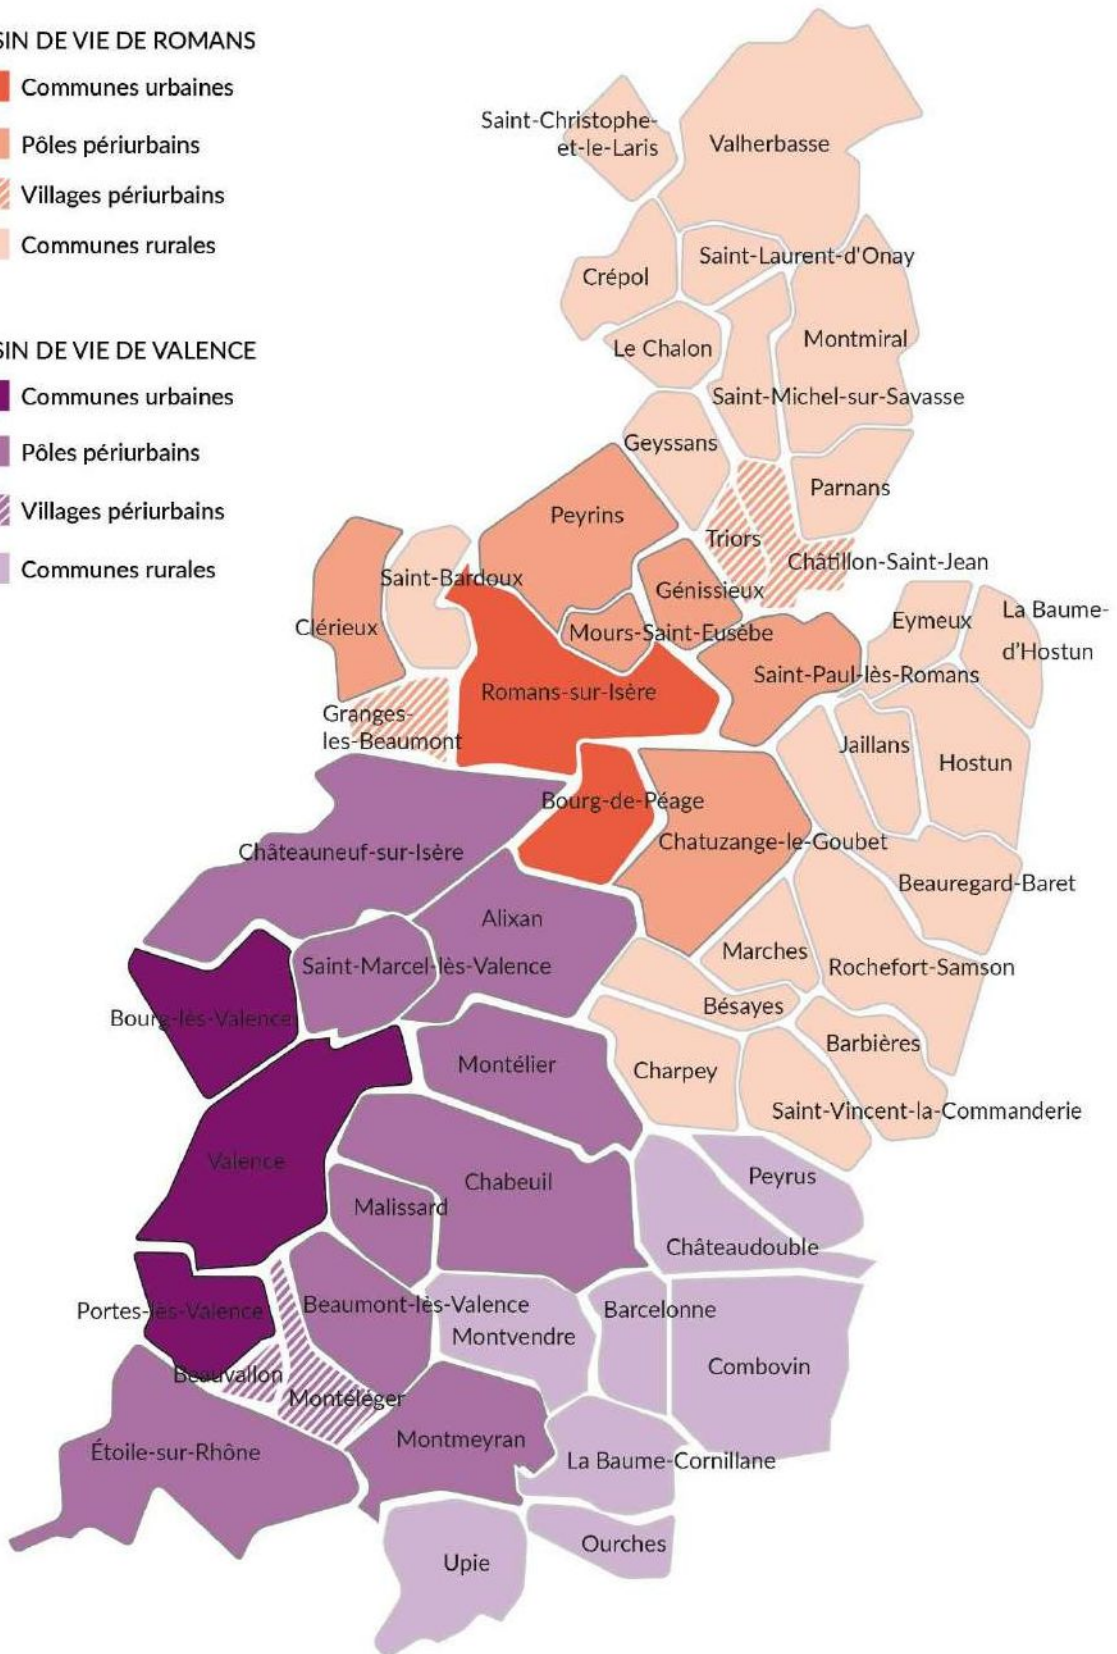 SIN DE VIE DE ROMANS
Communes urbaines
Pôles périurbains
Villages périurbains
Communes rurales
SIN DE VIE DE VALENCE
Communes urbaines
Pôles périurbains
Villages périurbains
Communes rurales
Saint-Christophe-
et-le-Laris
Valherbasse
Crépol
Saint-Laurent-d'Onay
Le Chalon
Montmiral
Saint-Michel-sur-Savasse
Geyssans
Parnans
Peyrins
Triors
Châtillon-Saint-Jean
Saint-Bardoux
Génissieux
Clérieux
Mours-Saint-Eusèbe
Eymeux
La Baume-
d'Hostun
Saint-Paul-lès-Romans
Romans-sur-Isère
Granges-
les-Beaumont
Jaillans
Hostun
Bourg-de-Péage
Chatuzange-le-Goubet
Châteauneuf-sur-Isère
Beauregard-Baret
Alixan
Marches
Rochefort-Samson
Saint-Marcel-lès-Valence
Bésayes
Bourg-lès-Valence
Barbières
Montélier
Charpey
Saint-Vincent-la-Commanderie
Valence
Chabeuil
Peyrus
Malissard
Châteaudouble
Portes-lès-Valence
Beaumont-lès-Valence
Barcelonne
Montvendre
Combovin
Beauvallon
Montéléger
Étoile-sur-Rhône
Montmeyran
La Baume-Cornillane
Ourches
Upie